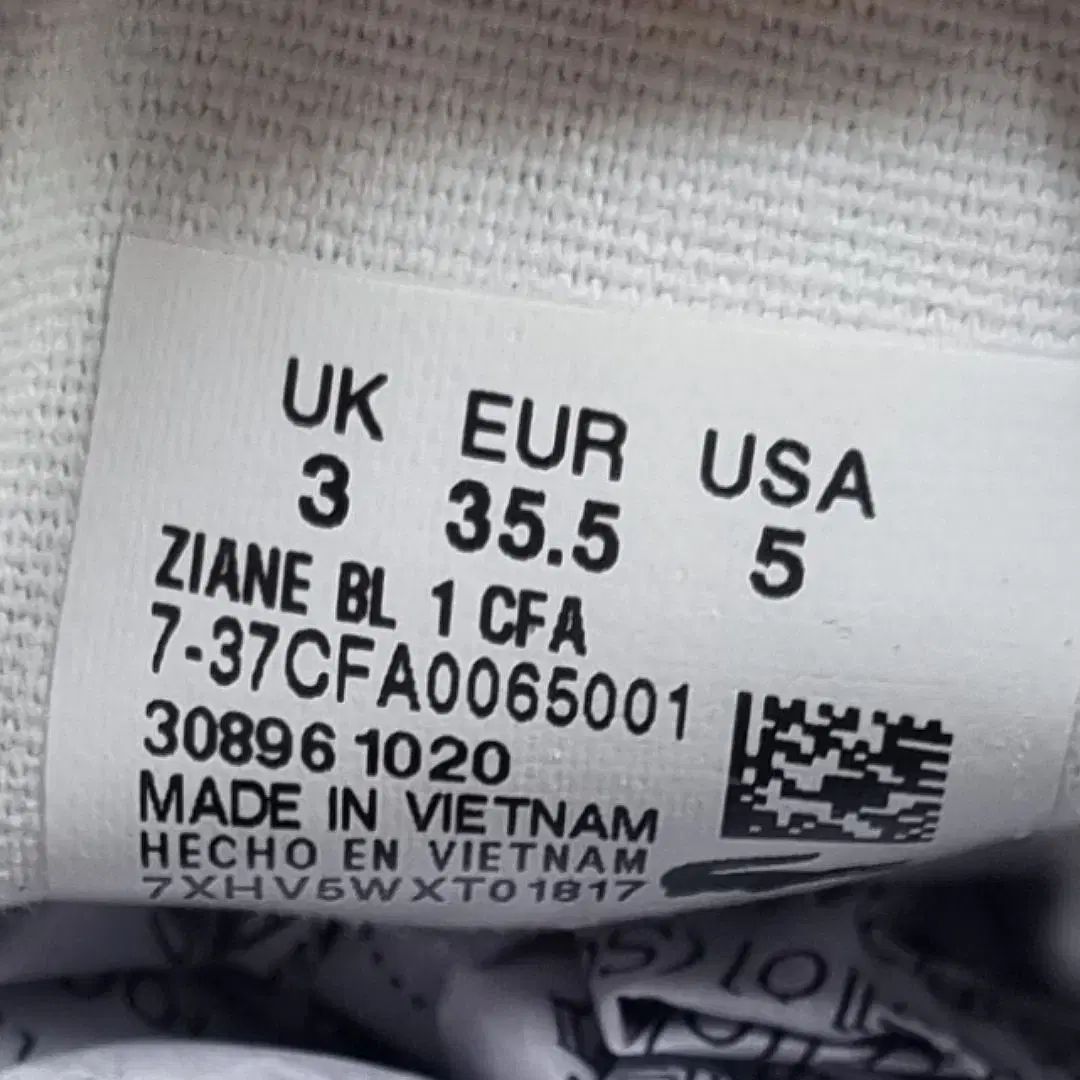 UK EUR USA
3 35.5 5
ZIANE BL 1 CFA
7-37CFA0065001
30896 1020
MADE IN VIETNAM
HECHO EN VIETNAM
7XHV5WXT01817